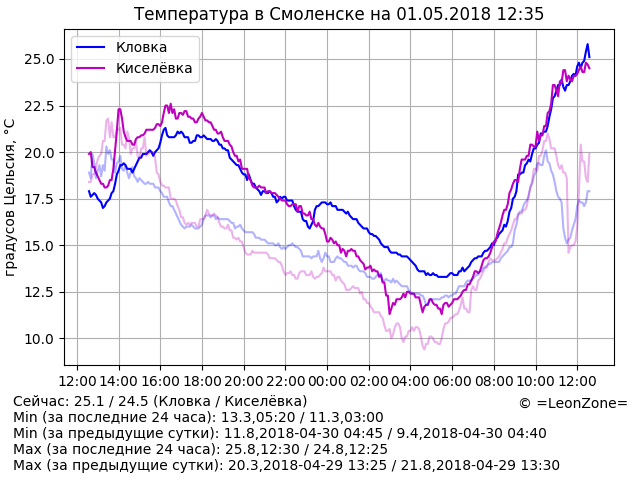 Температура в Смоленске на 01.05.2018 12:35
Кловка
Киселёвка
градусов Цельсия, °C
25.0
22.5
20.0
17.5
15.0
12.5
10.0
12:00 14:00 16:00 18:00 20:00 22:00 00:00 02:00 04:00 06:00 08:00 10:00 12:00
Сейчас: 25.1 / 24.5 (Кловка / Киселёвка)
© =LeonZone=
Min (за последние 24 часа): 13.3,05:20 / 11.3,03:00
Min (за предыдущие сутки): 11.8,2018-04-30 04:45 / 9.4,2018-04-30 04:40
Max (за последние 24 часа): 25.8,12:30 / 24.8,12:25
Max (за предыдущие сутки): 20.3,2018-04-29 13:25 / 21.8,2018-04-29 13:30